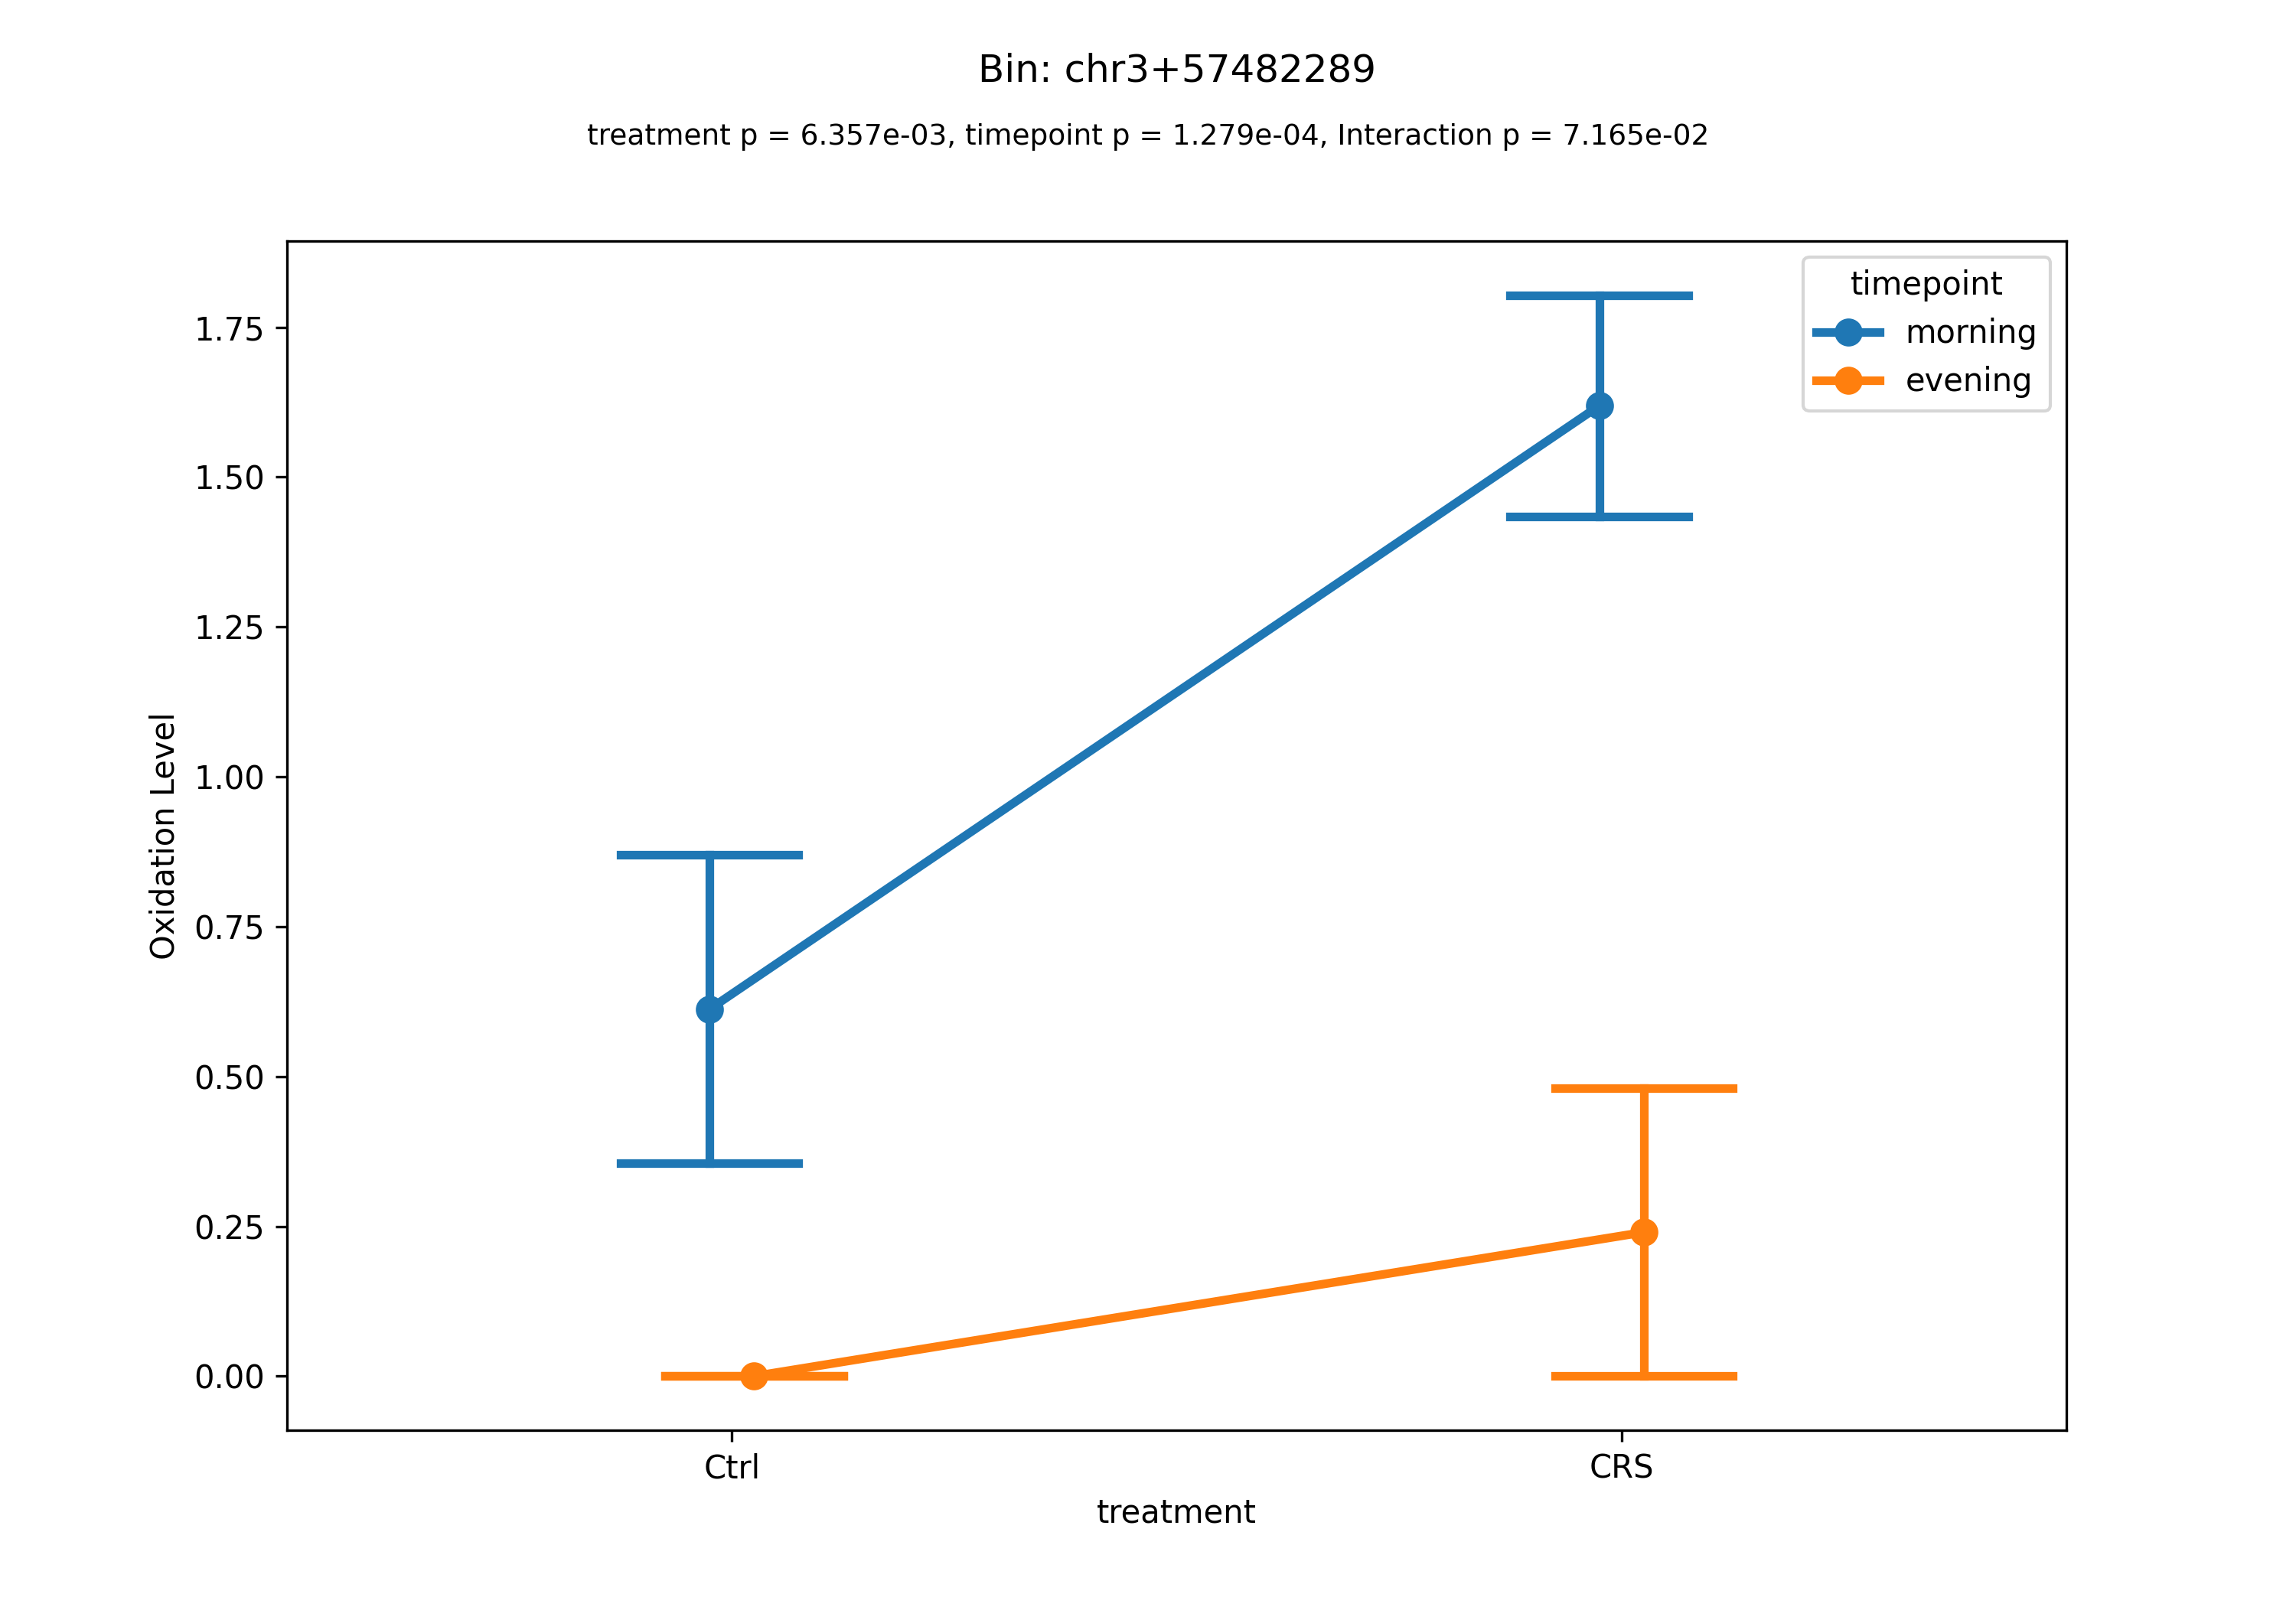 Bin: chr3+57482289
treatment p = 6.357e-03, timepoint p = 1.279e-04, Interaction p = 7.165e-02
timepoint
morning
evening
1.75
1.50
1.25
1.00
0.75
0.50
0.25
0.00
Oxidation Level
Ctrl
CRS
treatment